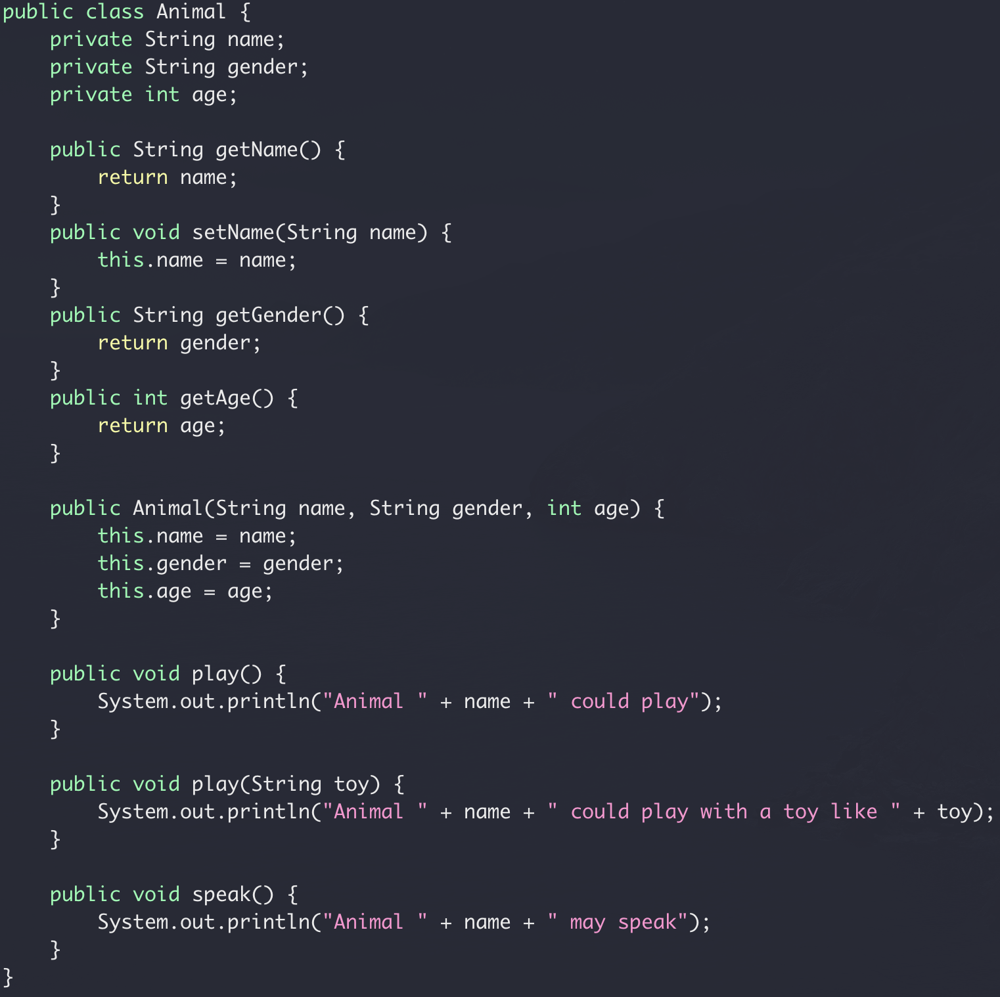 public class Animal {
    private String name;
    private String gender;
    private int age;

    public String getName() {
        return name;
    }
    public void setName(String name) {
        this.name = name;
    }
    public String getGender() {
        return gender;
    }
    public int getAge() {
        return age;
    }

    public Animal(String name, String gender, int age) {
        this.name = name;
        this.gender = gender;
        this.age = age;
    }

    public void play() {
        System.out.println("Animal " + name + " could play");
    }

    public void play(String toy) {
        System.out.println("Animal " + name + " could play with a toy like " + toy);
    }

    public void speak() {
        System.out.println("Animal " + name + " may speak");
    }
}